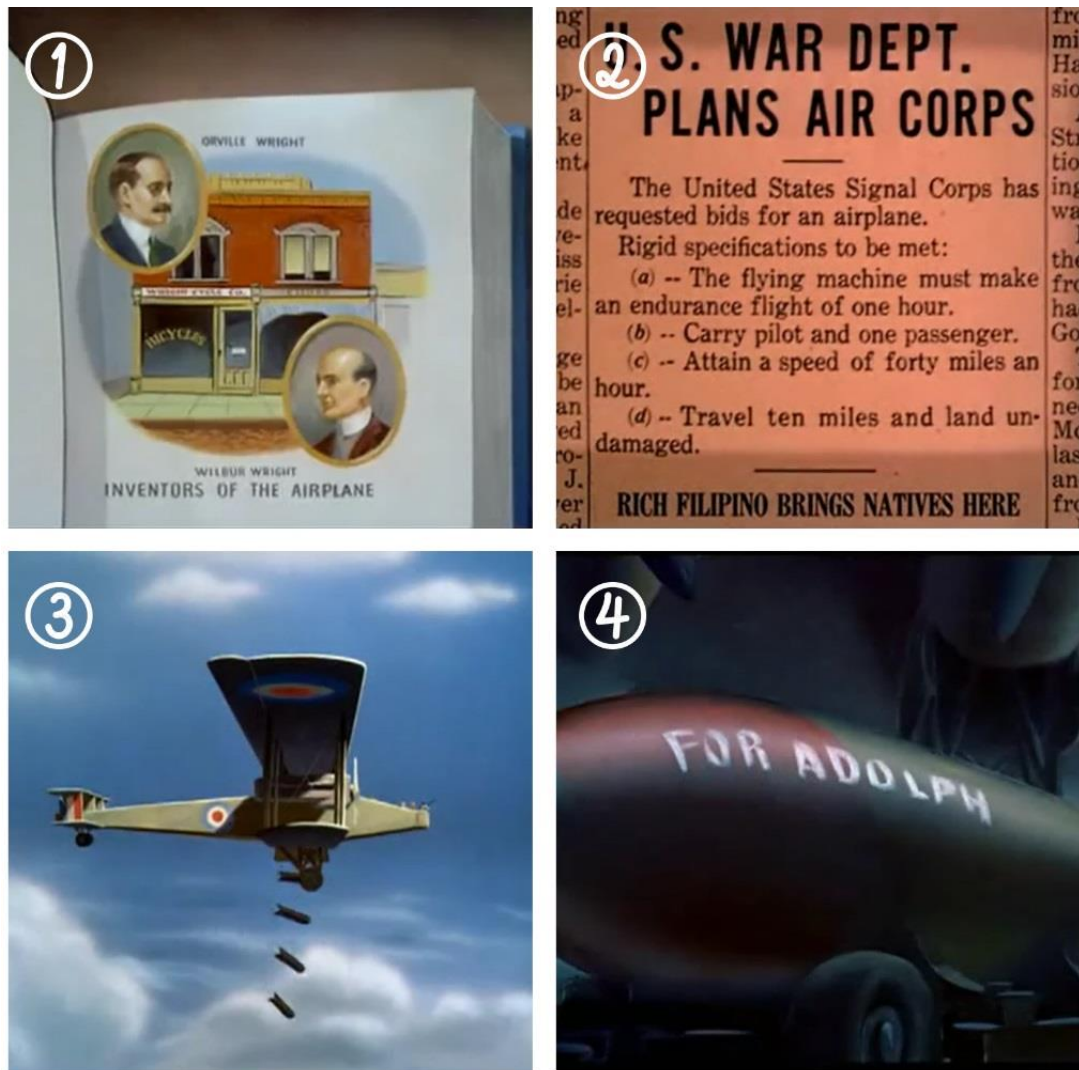 1
ORVILLE WRIGHT
WRIGHT CYCLE CO.
BICYCLES
WILBUR WRIGHT
INVENTORS OF THE AIRPLANE
2
U. S. WAR DEPT.
PLANS AIR CORPS
The United States Signal Corps has
requested bids for an airplane.
Rigid specifications to be met:
(a) -- The flying machine must make
an endurance flight of one hour.
(b) -- Carry pilot and one passenger.
(c) -- Attain a speed of forty miles an
hour.
(d) -- Travel ten miles and land un-
damaged.
RICH FILIPINO BRINGS NATIVES HERE
3
4
FOR ADOLPH